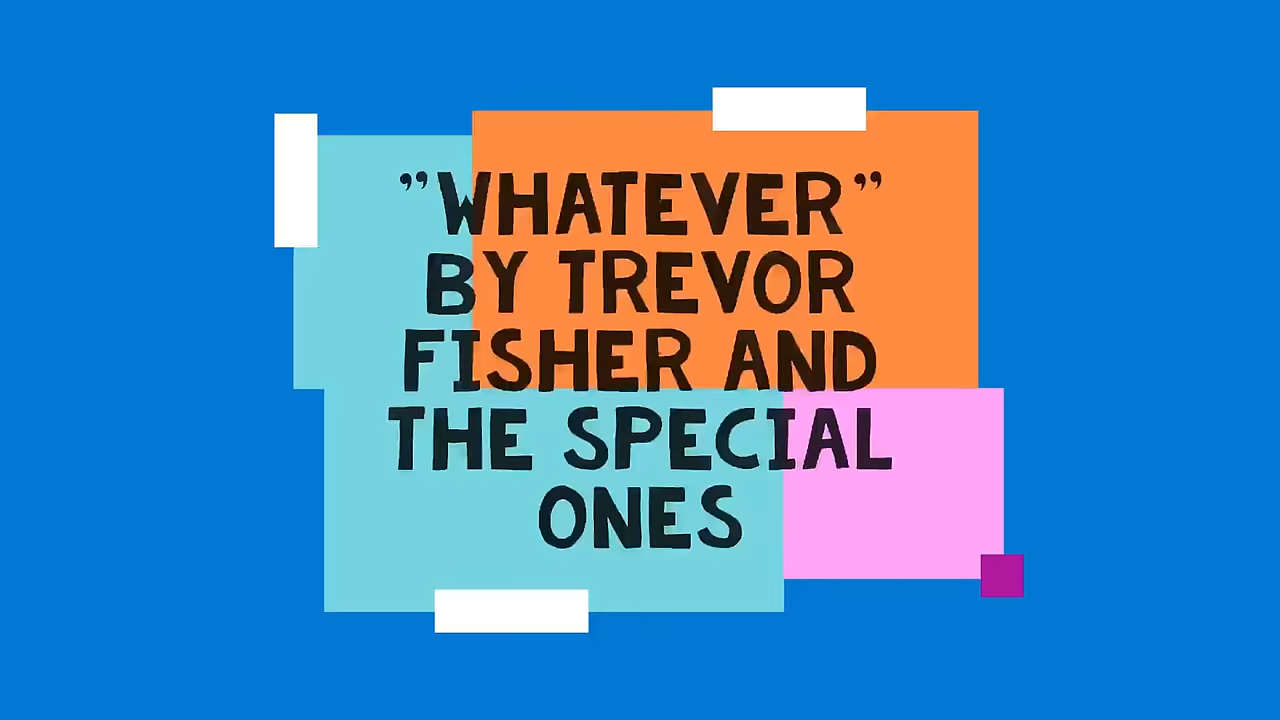 ”WHATEVER”
BY TREVOR
FISHER AND
THE SPECIAL
ONES